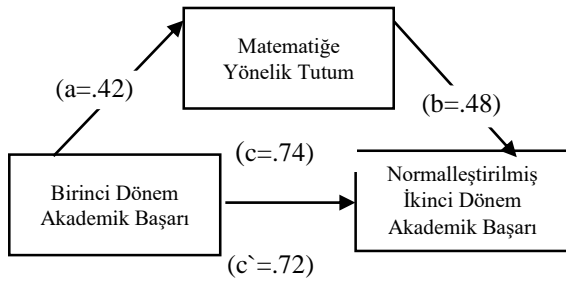 Matematiğe
Yönelik Tutum
(a=.42)
(b=.48)
(c=.74)
Birinci Dönem
Akademik Başarı
Normalleştirilmiş
İkinci Dönem
Akademik Başarı
(c`=.72)